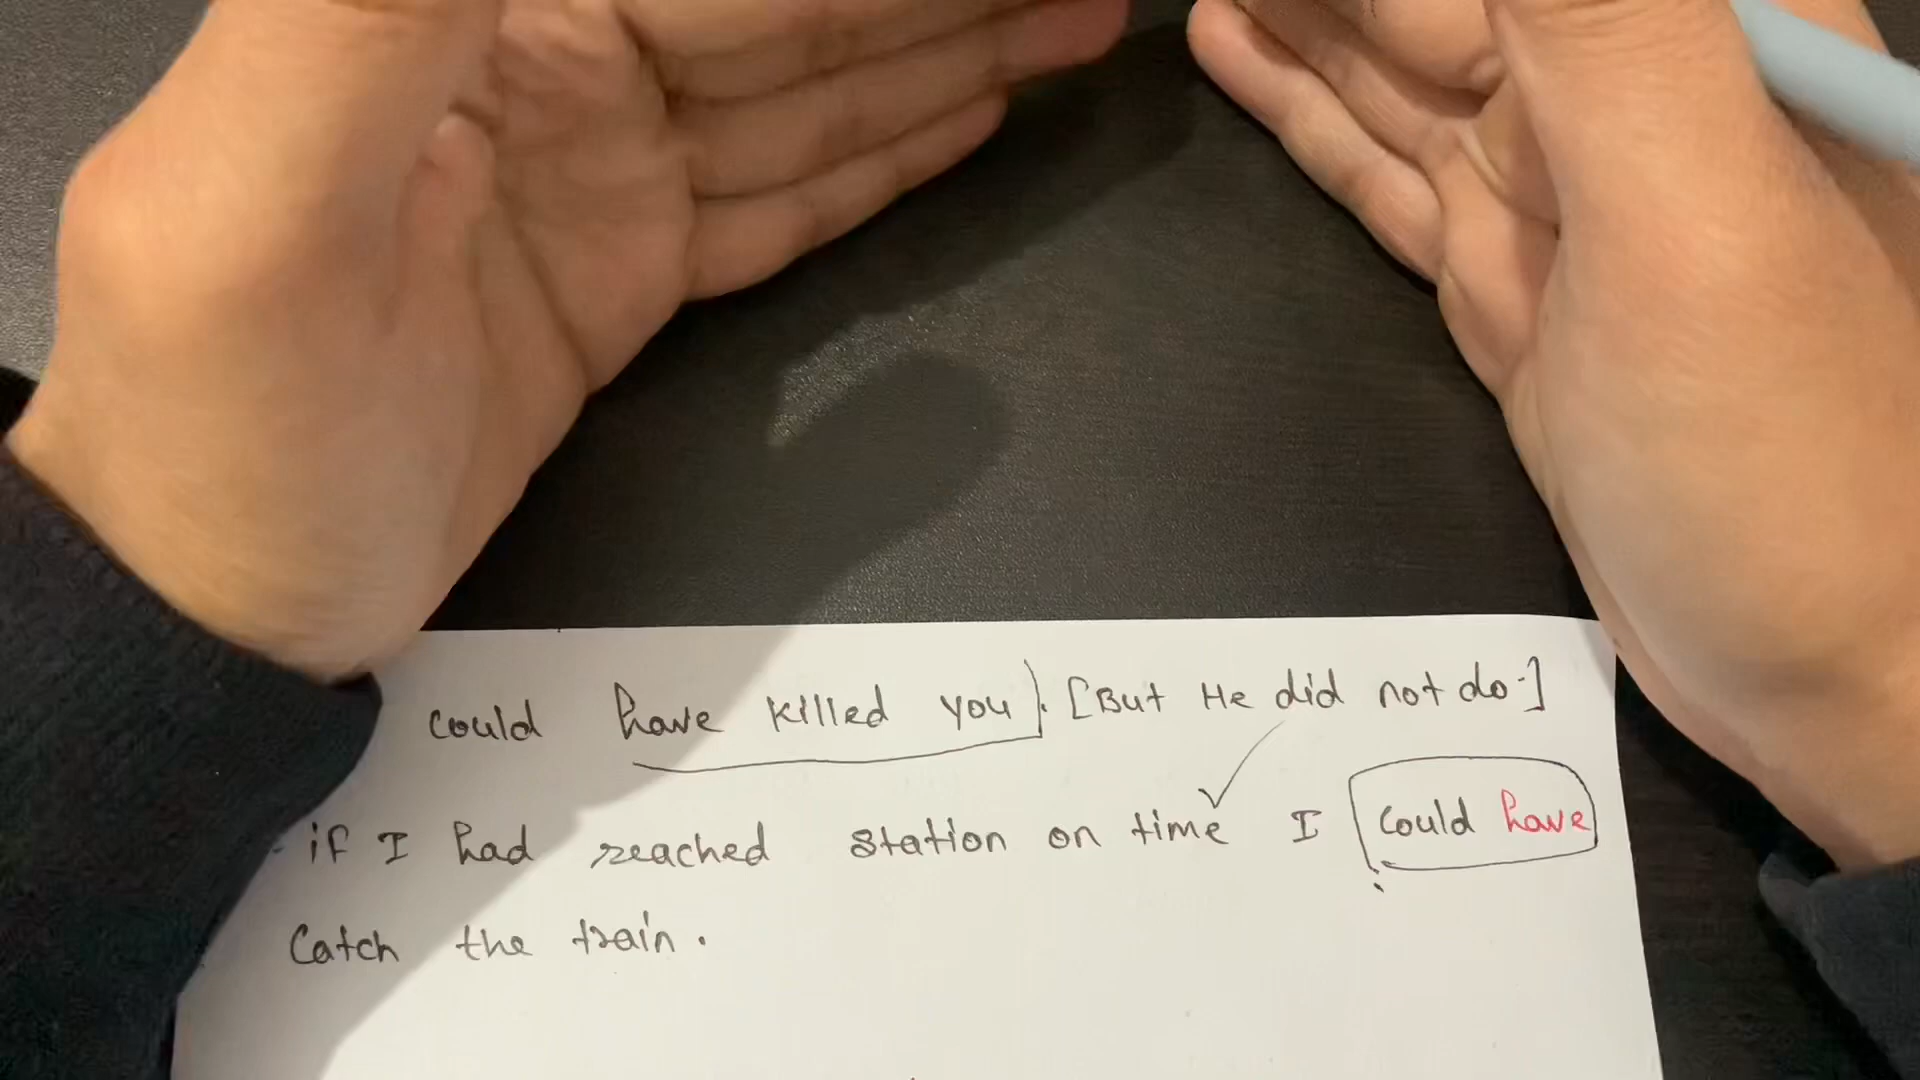 could have killed you). [But He did not do.]
if I had reached station on time I could have
Catch the train.